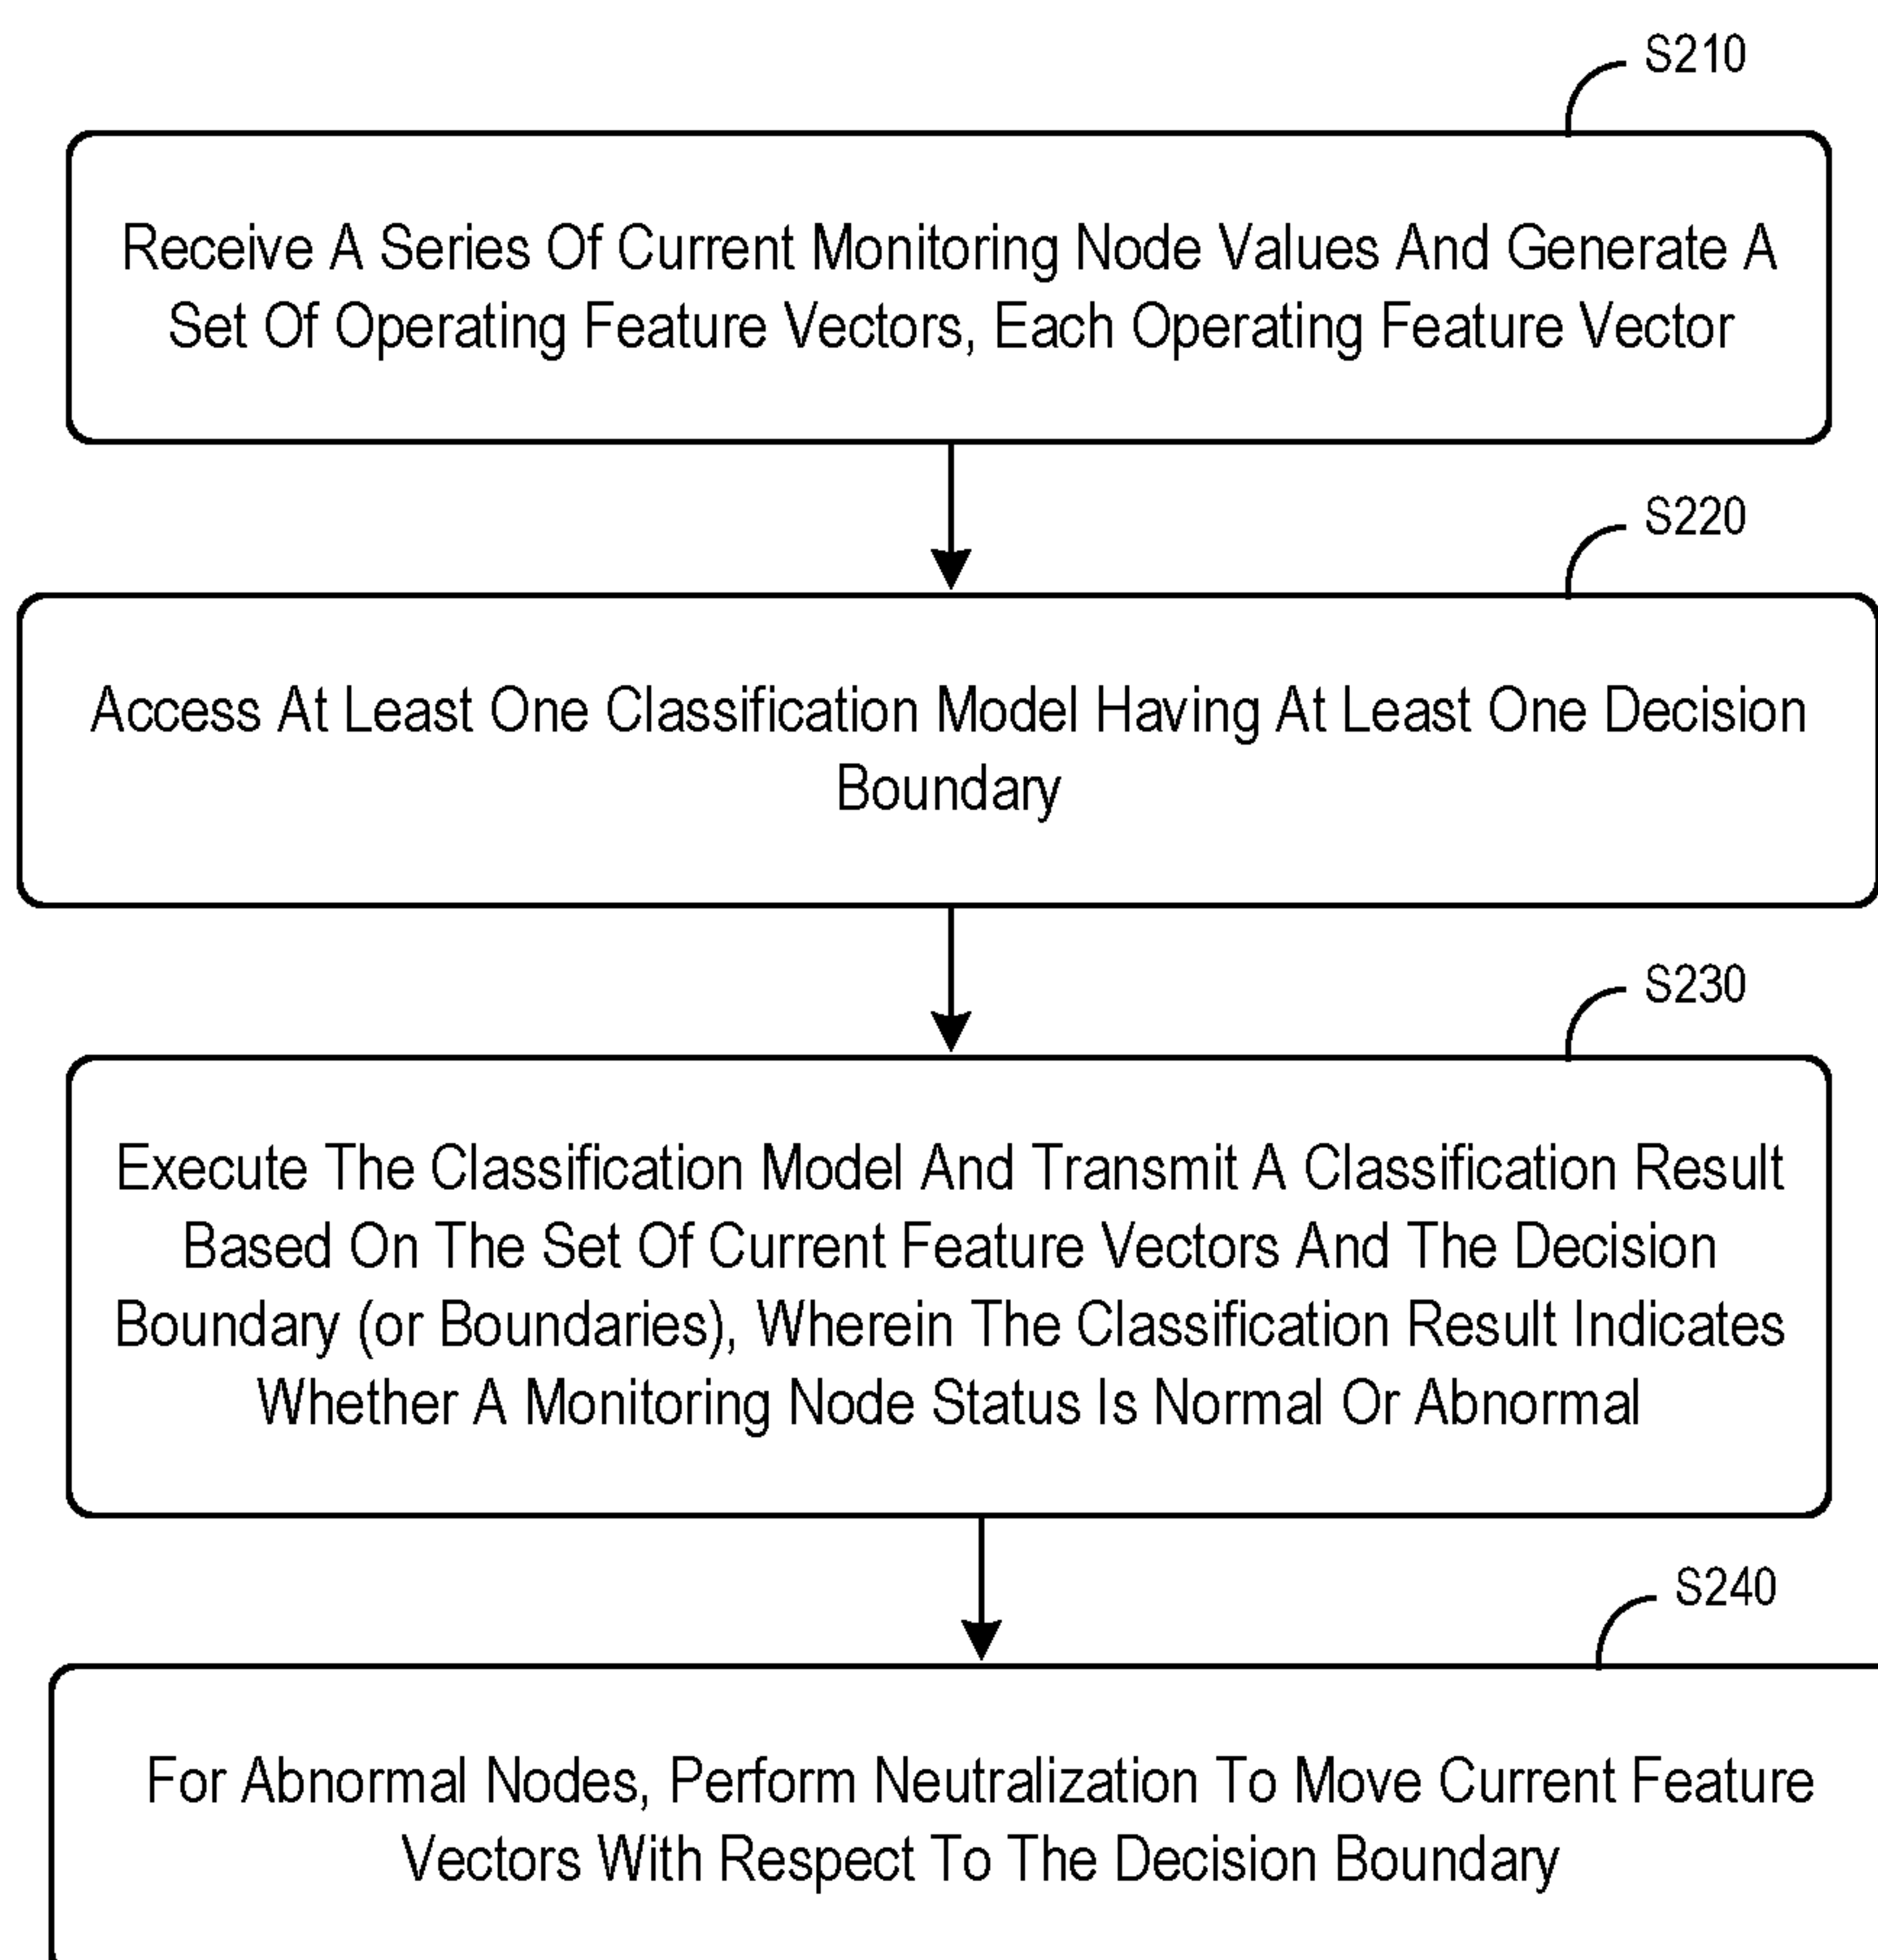 S210
Receive A Series Of Current Monitoring Node Values And Generate A
Set Of Operating Feature Vectors, Each Operating Feature Vector
S220
Access At Least One Classification Model Having At Least One Decision
Boundary
S230
Execute The Classification Model And Transmit A Classification Result
Based On The Set Of Current Feature Vectors And The Decision
Boundary (or Boundaries), Wherein The Classification Result Indicates
Whether A Monitoring Node Status Is Normal Or Abnormal
S240
For Abnormal Nodes, Perform Neutralization To Move Current Feature
Vectors With Respect To The Decision Boundary